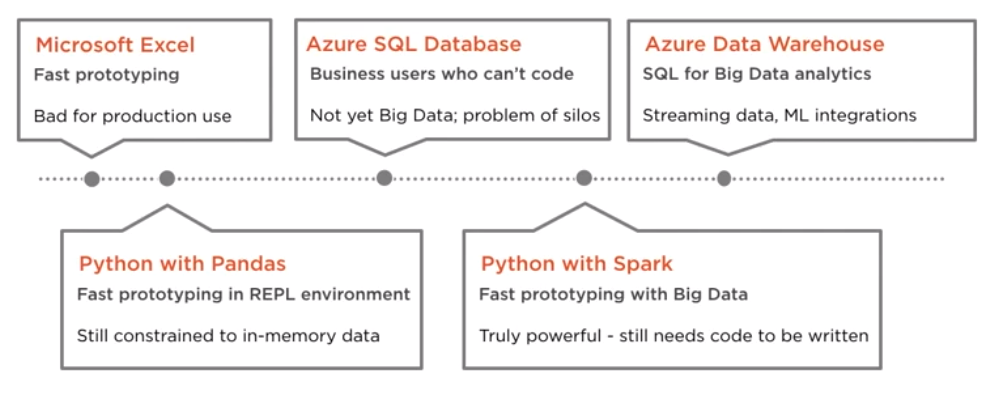 Microsoft Excel
Fast prototyping
Bad for production use
Azure SQL Database
Business users who can't code
Not yet Big Data; problem of silos
Azure Data Warehouse
SQL for Big Data analytics
Streaming data, ML integrations
Python with Pandas
Fast prototyping in REPL environment
Still constrained to in-memory data
Python with Spark
Fast prototyping with Big Data
Truly powerful - still needs code to be written